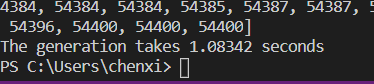 4384, 54384, 54384, 54385, 54387, 54387, 5
54396, 54400, 54400, 54400]
The generation takes 1.08342 seconds
PS C:\Users\chenxi>